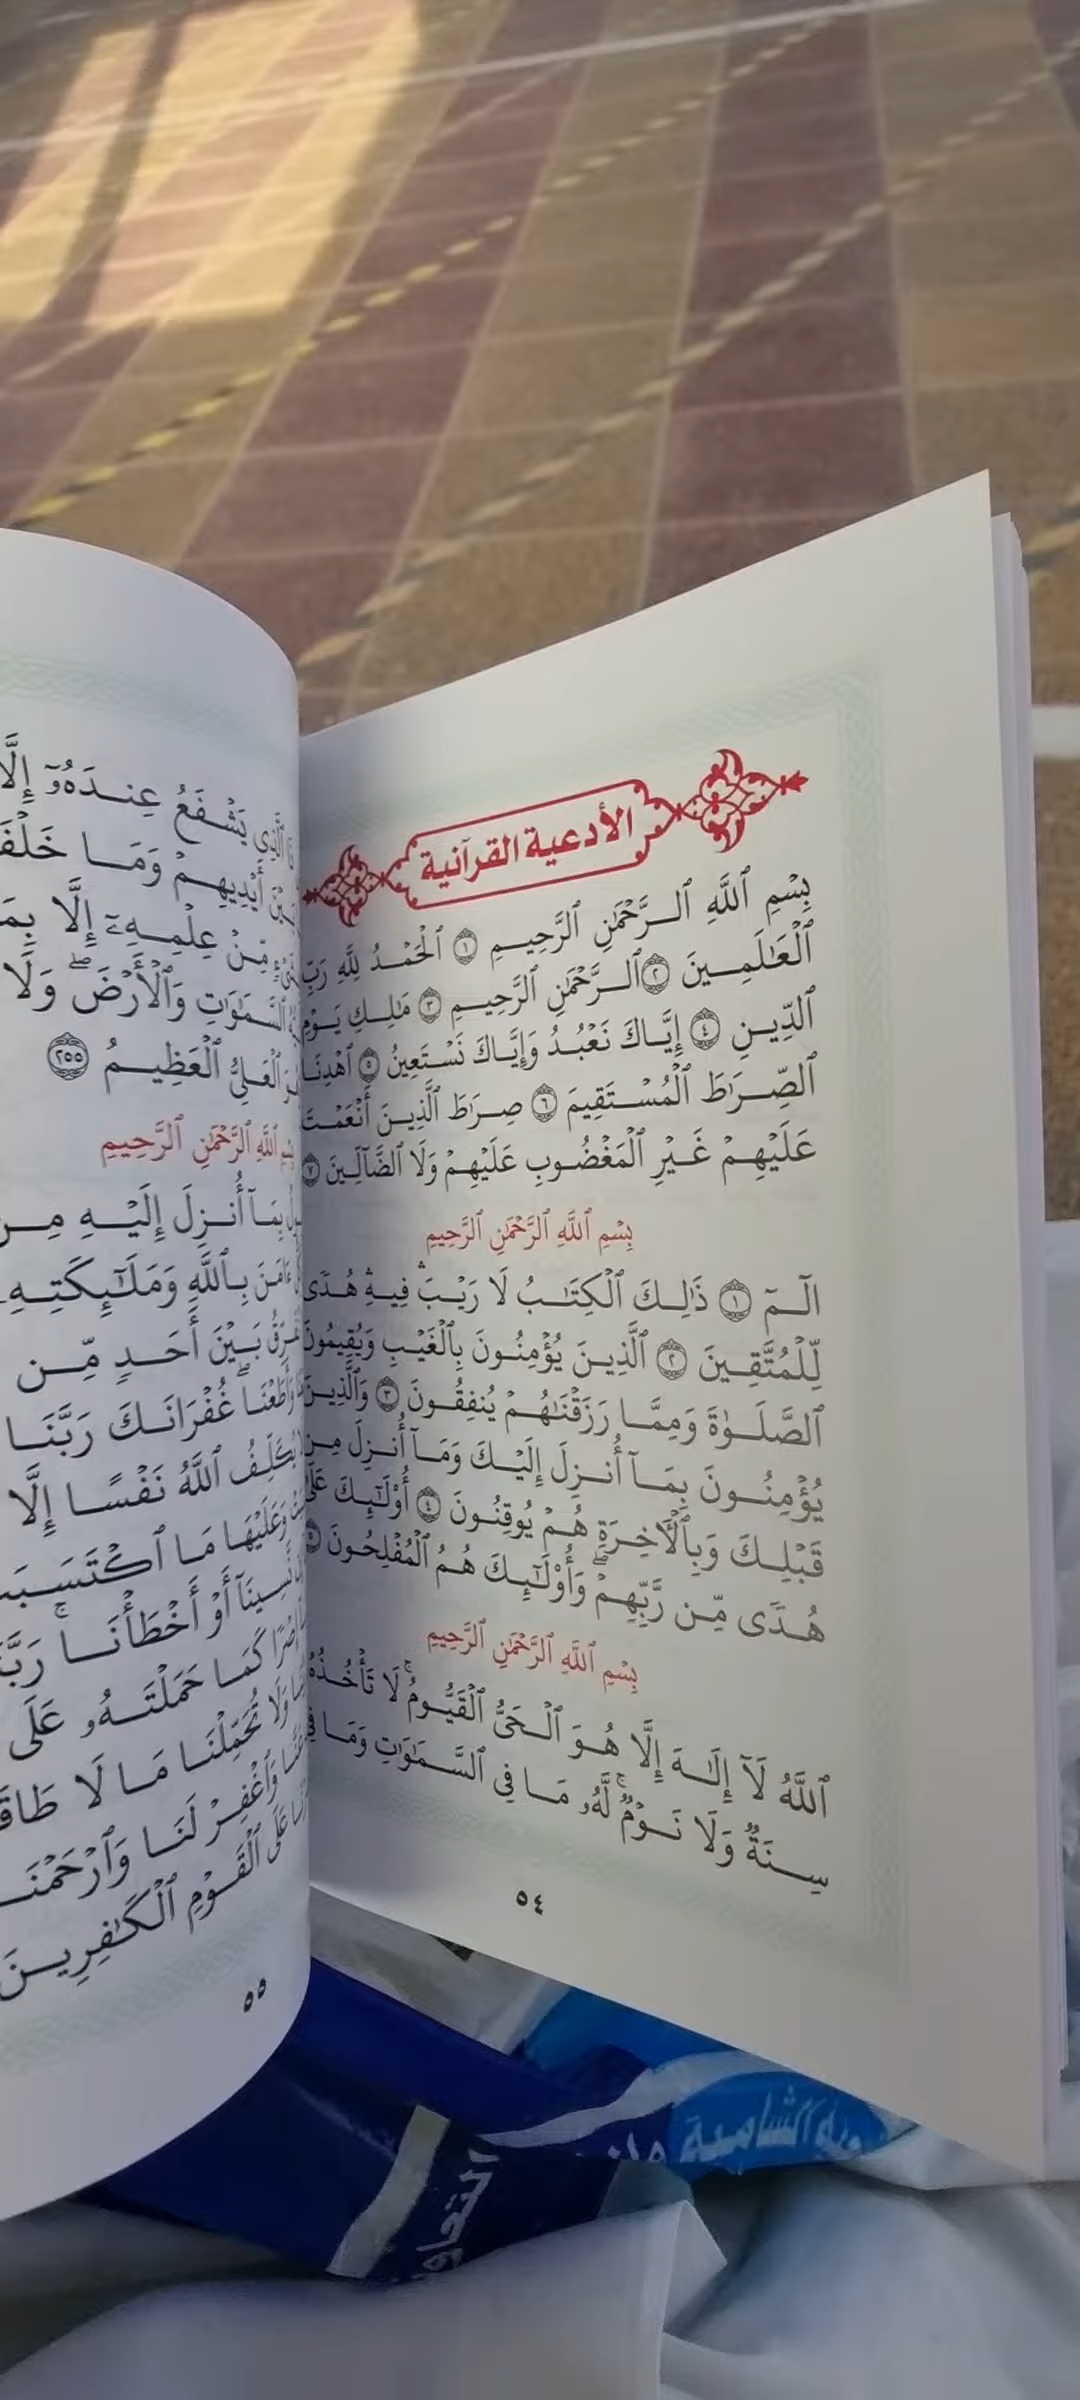 الأدعية القرآنية
بِسْمِ ٱللَّهِ ٱلرَّحْمَٰنِ ٱلرَّحِيمِ ١ ٱلْحَمْدُ لِلَّهِ رَبِّ
ٱلْعَٰلَمِينَ ٢ ٱلرَّحْمَٰنِ ٱلرَّحِيمِ ٣ مَٰلِكِ يَوْمِ
ٱلدِّينِ ٤ إِيَّاكَ نَعْبُدُ وَإِيَّاكَ نَسْتَعِينُ ٥ ٱهْدِنَا
ٱلصِّرَٰطَ ٱلْمُسْتَقِيمَ ٦ صِرَٰطَ ٱلَّذِينَ أَنْعَمْتَ
عَلَيْهِمْ غَيْرِ ٱلْمَغْضُوبِ عَلَيْهِمْ وَلَا ٱلضَّآلِّينَ ٧
بِسْمِ ٱللَّهِ ٱلرَّحْمَٰنِ ٱلرَّحِيمِ
الٓمٓ ١ ذَٰلِكَ ٱلْكِتَٰبُ لَا رَيْبَ ۛ فِيهِ ۛ هُدًى
لِّلْمُتَّقِينَ ٢ ٱلَّذِينَ يُؤْمِنُونَ بِٱلْغَيْبِ وَيُقِيمُونَ
ٱلصَّلَوٰةَ وَمِمَّا رَزَقْنَٰهُمْ يُنفِقُونَ ٣ وَٱلَّذِينَ
يُؤْمِنُونَ بِمَآ أُنزِلَ إِلَيْكَ وَمَآ أُنزِلَ مِن
قَبْلِكَ وَبِٱلْأَخِرَةِ هُمْ يُوقِنُونَ ٤ أُو۟لَٰٓئِكَ عَلَىٰ
هُدًى مِّن رَّبِّهِمْ ۖ وَأُو۟لَٰٓئِكَ هُمُ ٱلْمُفْلِحُونَ ٥
بِسْمِ ٱللَّهِ ٱلرَّحْمَٰنِ ٱلرَّحِيمِ
ٱللَّهُ لَآ إِلَٰهَ إِلَّا هُوَ ٱلْحَىُّ ٱلْقَيُّومُ ۚ لَا تَأْخُذُهُۥ
سِنَةٌ وَلَا نَوْمٌ ۚ لَّهُۥ مَا فِي ٱلسَّمَٰوَٰتِ وَمَا فِي
٥٤
يَشْفَعُ عِندَهُۥٓ إِلَّا
أَيْدِيهِمْ وَمَا
مِّنْ عِلْمِهِۦٓ إِلَّا
ٱلسَّمَٰوَٰتِ وَٱلْأَرْضَ ۖ وَلَا
ٱلْعَلِىُّ ٱلْعَظِيمُ ٢٥٥
ٱللَّهِ ٱلرَّحْمَٰنِ ٱلرَّحِيمِ
بِمَآ أُنزِلَ إِلَيْهِ مِن
ءَامَنَ بِٱللَّهِ وَمَلَٰٓئِكَتِهِۦ
بَيْنَ أَحَدٍ مِّن
وَأَطَعْنَا ۖ غُفْرَانَكَ رَبَّنَا
يُكَلِّفُ ٱللَّهُ نَفْسًا إِلَّا
وَعَلَيْهَا مَا
نَّسِينَآ أَوْ أَخْطَأْنَا ۚ
إِصْرًا كَمَا حَمَلْتَهُۥ عَلَى
وَلَا تُحَمِّلْنَا مَا لَا
عَنَّا وَٱغْفِرْ لَنَا وَٱرْحَمْنَا
عَلَى ٱلْقَوْمِ ٱلْكَٰفِرِينَ
٥٥
الشامية